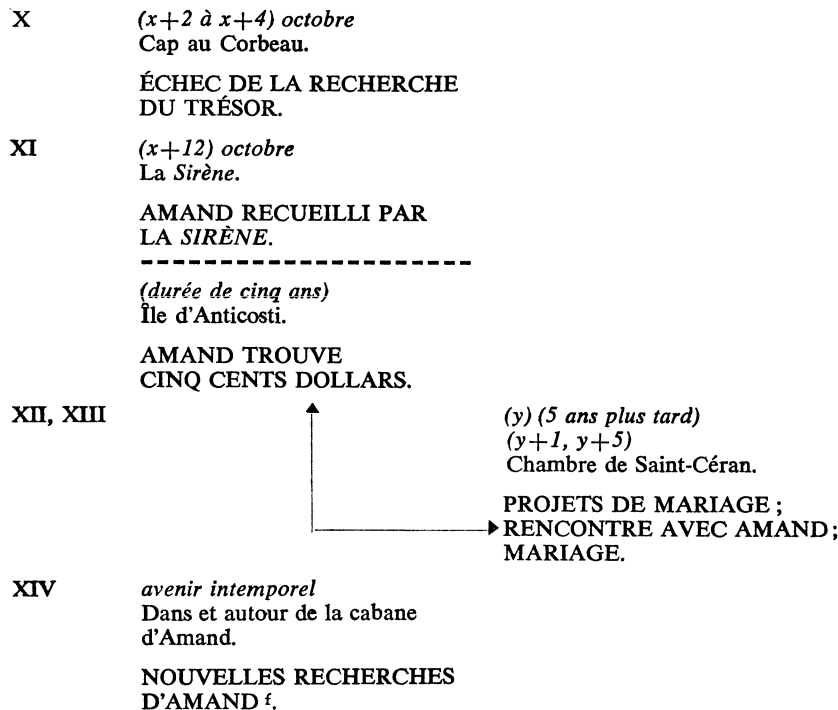 X (x+2 à x+4) octobre
Cap au Corbeau.
ÉCHEC DE LA RECHERCHE
DU TRÉSOR.
XI (x+12) octobre
La Sirène.
AMAND RECUEILLI PAR
LA SIRÈNE.
(durée de cinq ans)
Île d'Anticosti.
AMAND TROUVE
CINQ CENTS DOLLARS.
XII, XIII (y) (5 ans plus tard)
(y+1, y+5)
Chambre de Saint-Céran.
PROJETS DE MARIAGE ;
RENCONTRE AVEC AMAND ;
MARIAGE.
XIV avenir intemporel
Dans et autour de la cabane
d'Amand.
NOUVELLES RECHERCHES
D'AMAND f.